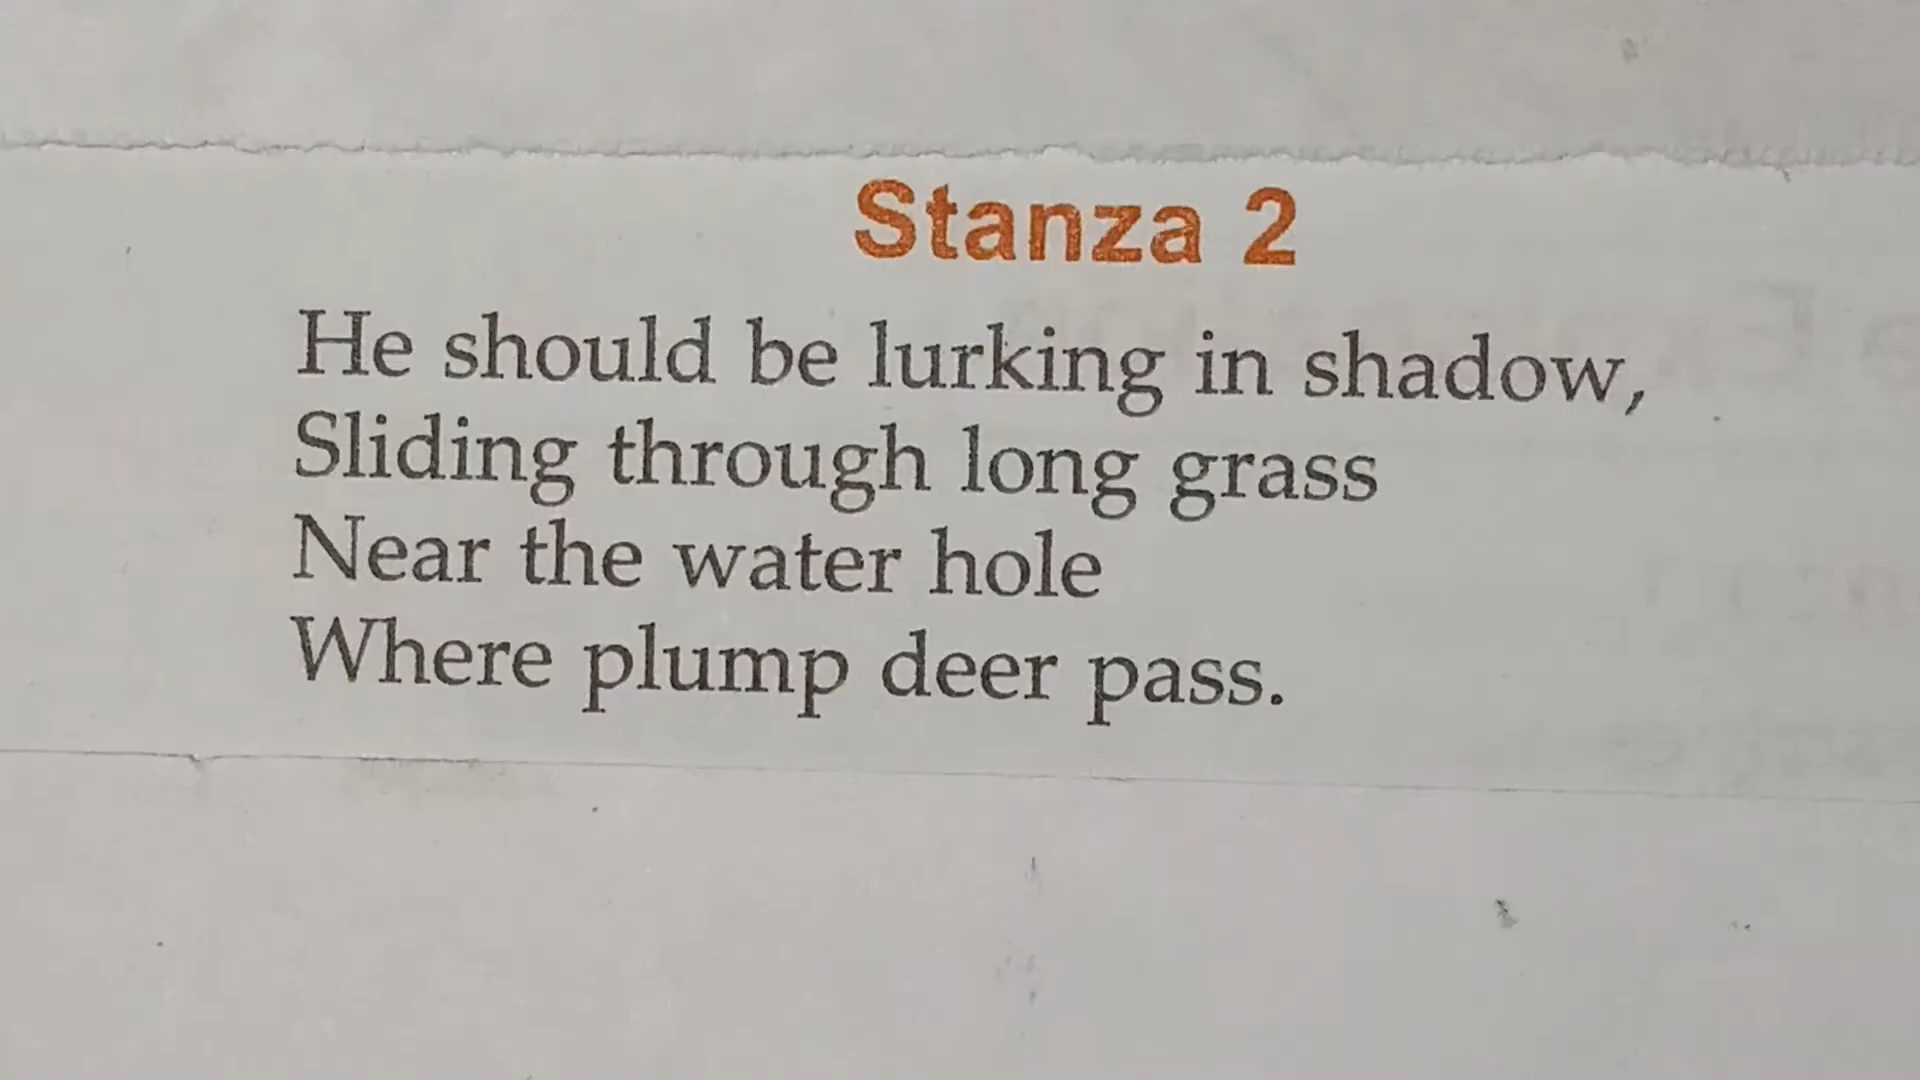 Stanza 2
He should be lurking in shadow,
Sliding through long grass
Near the water hole
Where plump deer pass.